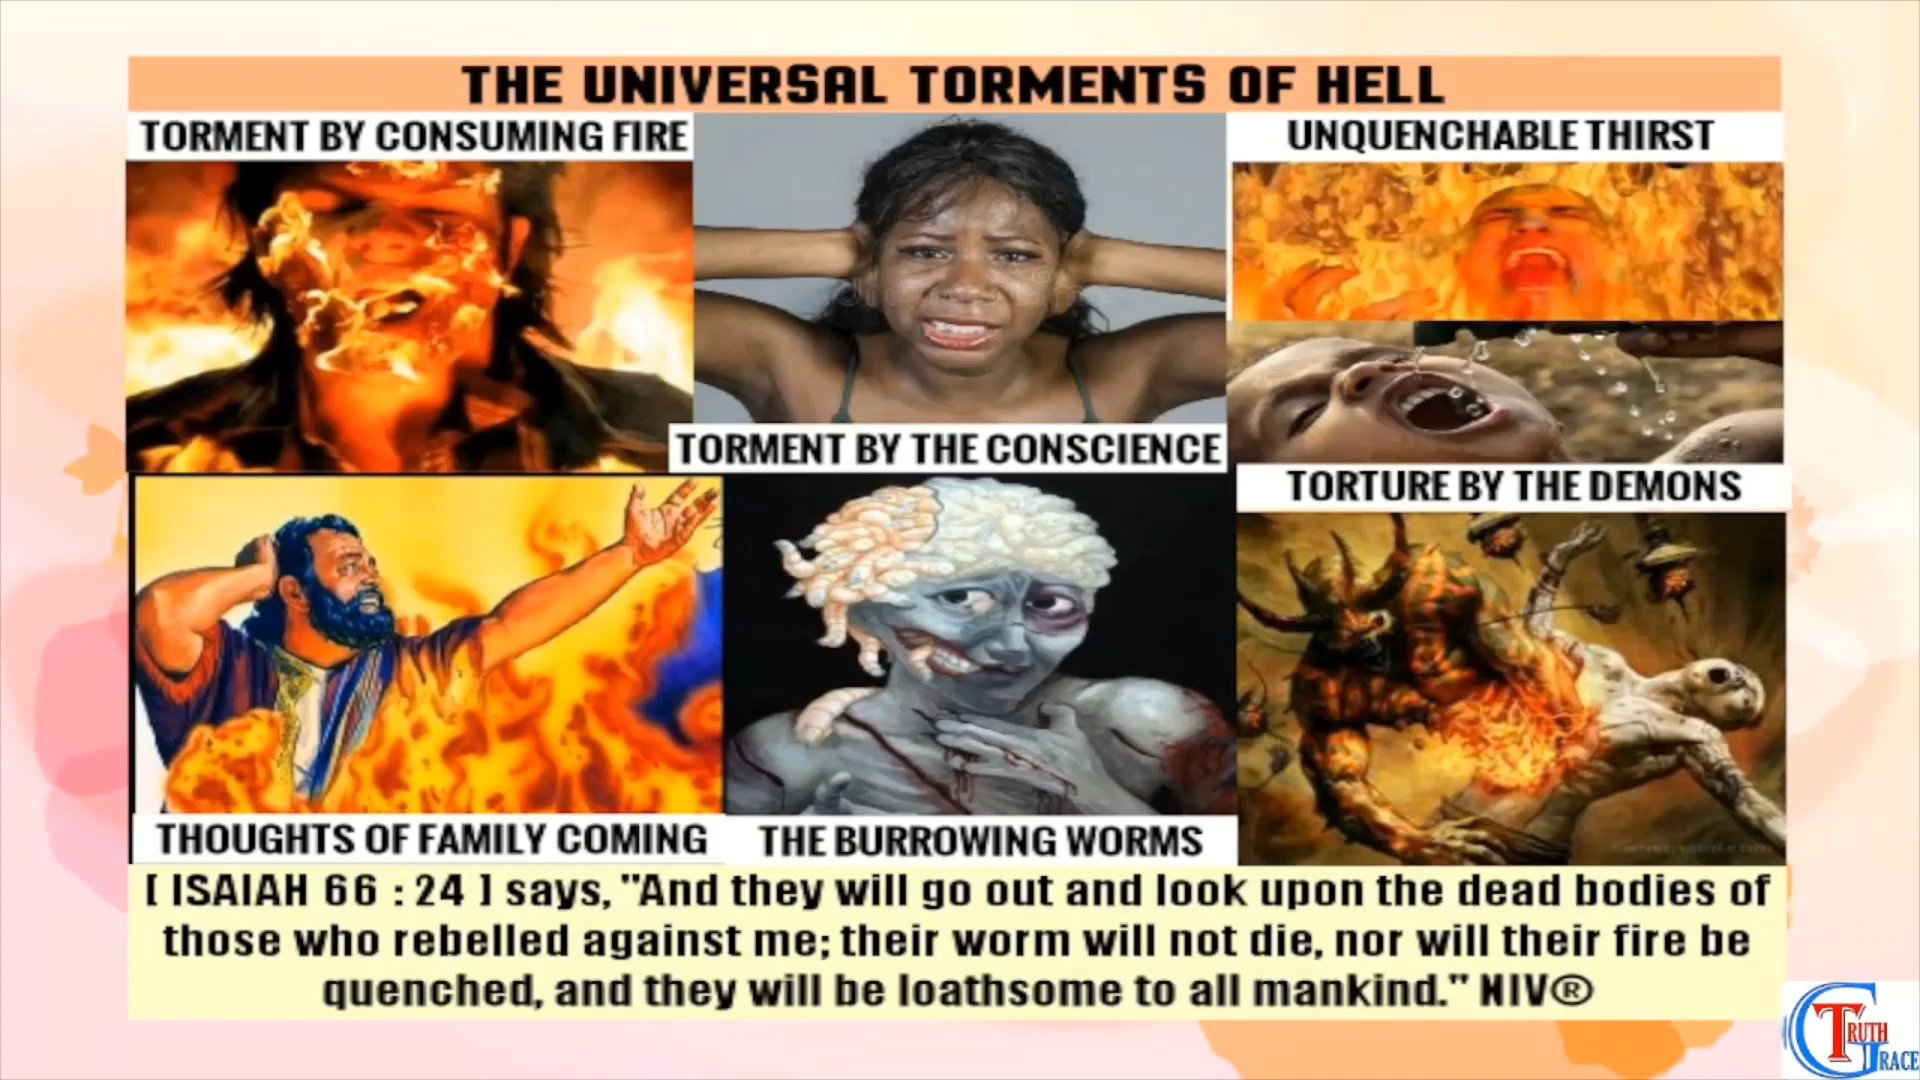 THE UNIVERSAL TORMENTS OF HELL
TORMENT BY CONSUMING FIRE
UNQUENCHABLE THIRST
TORMENT BY THE CONSCIENCE
TORTURE BY THE DEMONS
THOUGHTS OF FAMILY COMING
THE BURROWING WORMS
[ ISAIAH 66 : 24 ] says, "And they will go out and look upon the dead bodies of
those who rebelled against me; their worm will not die, nor will their fire be
quenched, and they will be loathsome to all mankind." NIV®
TRUTH
GRACE